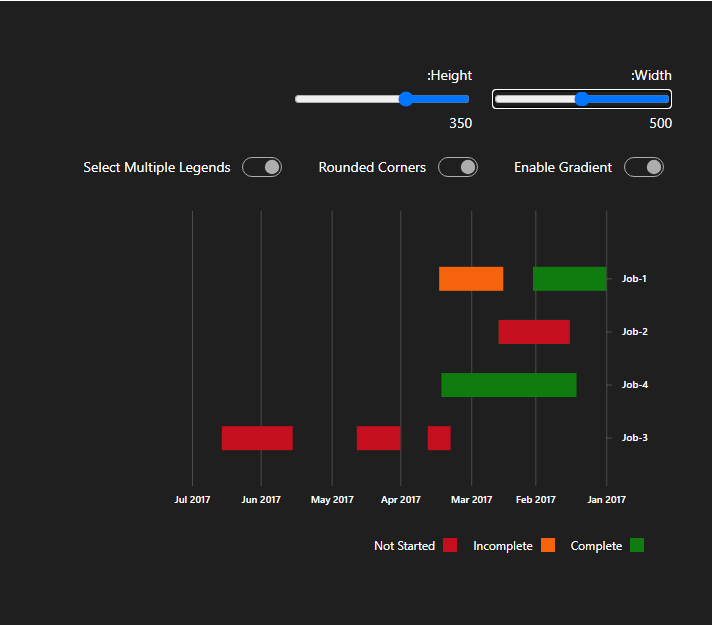 :Height
:Width
350
500
Select Multiple Legends
Rounded Corners
Enable Gradient
Job-1
Job-2
Job-4
Job-3
Jul 2017
Jun 2017
May 2017
Apr 2017
Mar 2017
Feb 2017
Jan 2017
Not Started
Incomplete
Complete